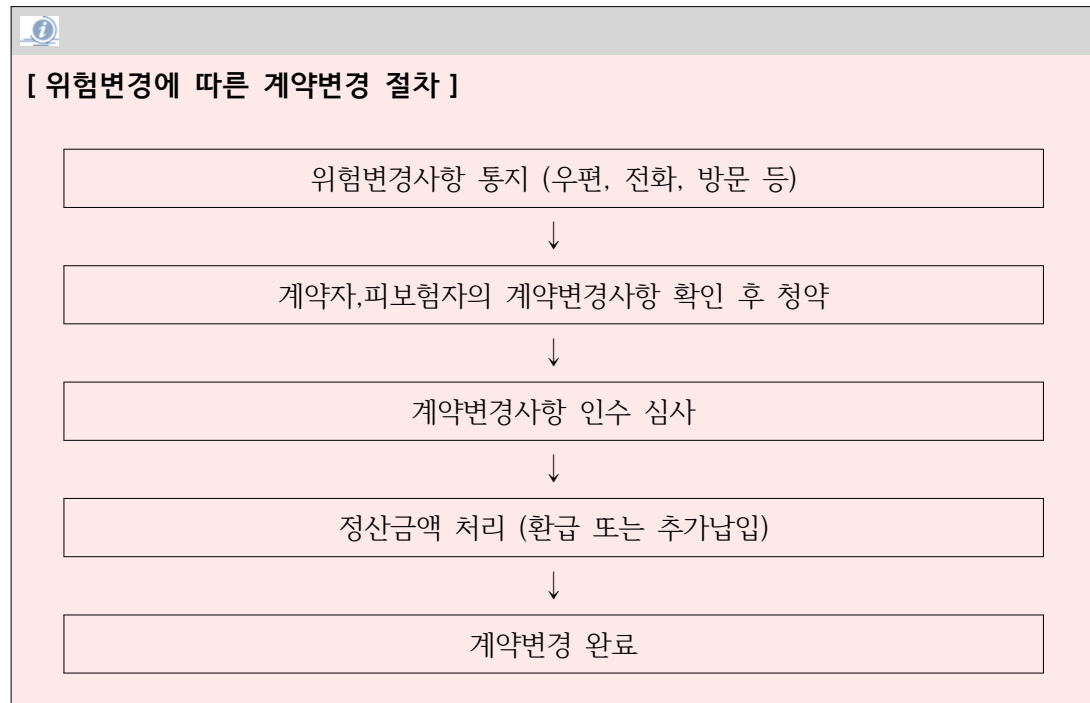 [ 위험변경에 따른 계약변경 절차 ]
위험변경사항 통지 (우편, 전화, 방문 등)
↓
계약자,피보험자의 계약변경사항 확인 후 청약
↓
계약변경사항 인수 심사
↓
정산금액 처리 (환급 또는 추가납입)
↓
계약변경 완료